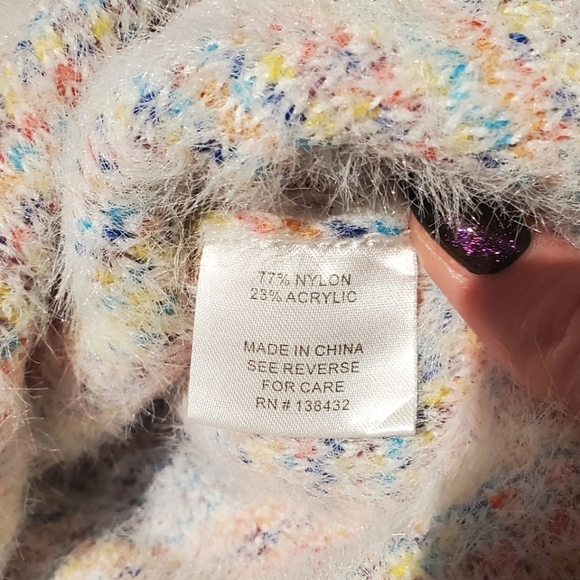 77% NYLON
23% ACRYLIC
MADE IN CHINA
SEE REVERSE
FOR CARE
RN # 138432